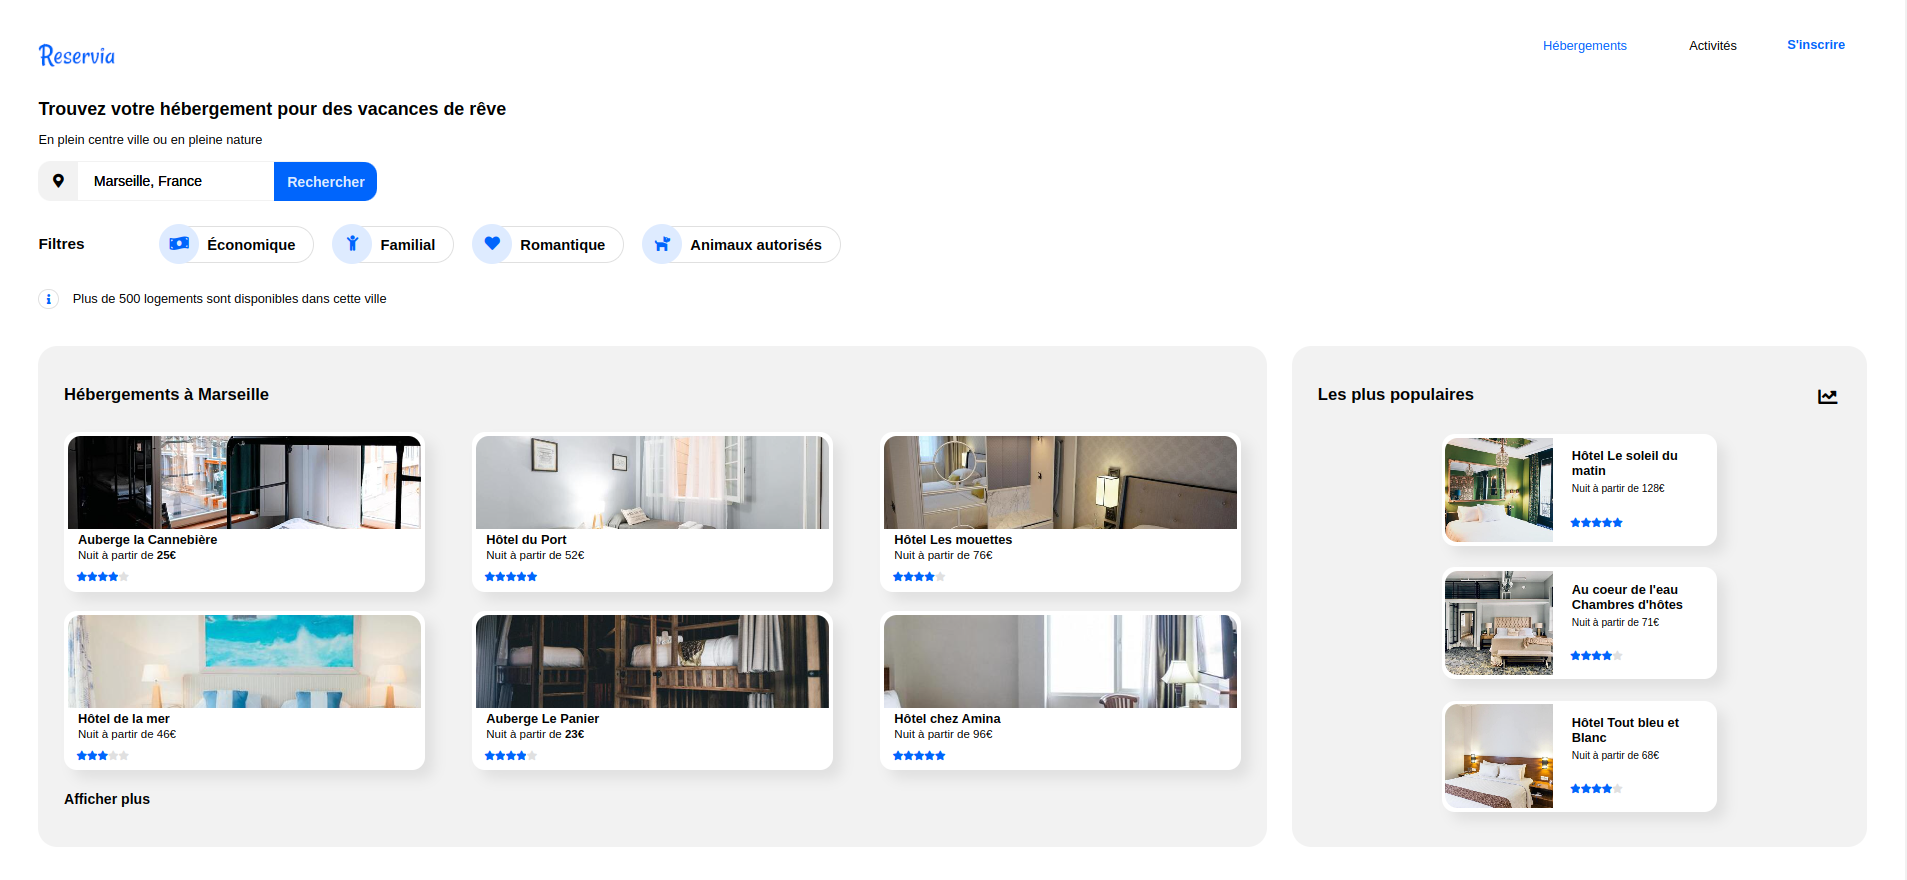 Reservia
Hébergements
Activités
S'inscrire
Trouvez votre hébergement pour des vacances de rêve
En plein centre ville ou en pleine nature
Marseille, France
Rechercher
Filtres
Économique
Familial
Romantique
Animaux autorisés
Plus de 500 logements sont disponibles dans cette ville
Hébergements à Marseille
Auberge la Cannebière
Nuit à partir de 25€
Hôtel du Port
Nuit à partir de 52€
Hôtel Les mouettes
Nuit à partir de 76€
Hôtel de la mer
Nuit à partir de 46€
Auberge Le Panier
Nuit à partir de 23€
Hôtel chez Amina
Nuit à partir de 96€
Afficher plus
Les plus populaires
Hôtel Le soleil du
matin
Nuit à partir de 128€
Au coeur de l'eau
Chambres d'hôtes
Nuit à partir de 71€
Hôtel Tout bleu et
Blanc
Nuit à partir de 68€